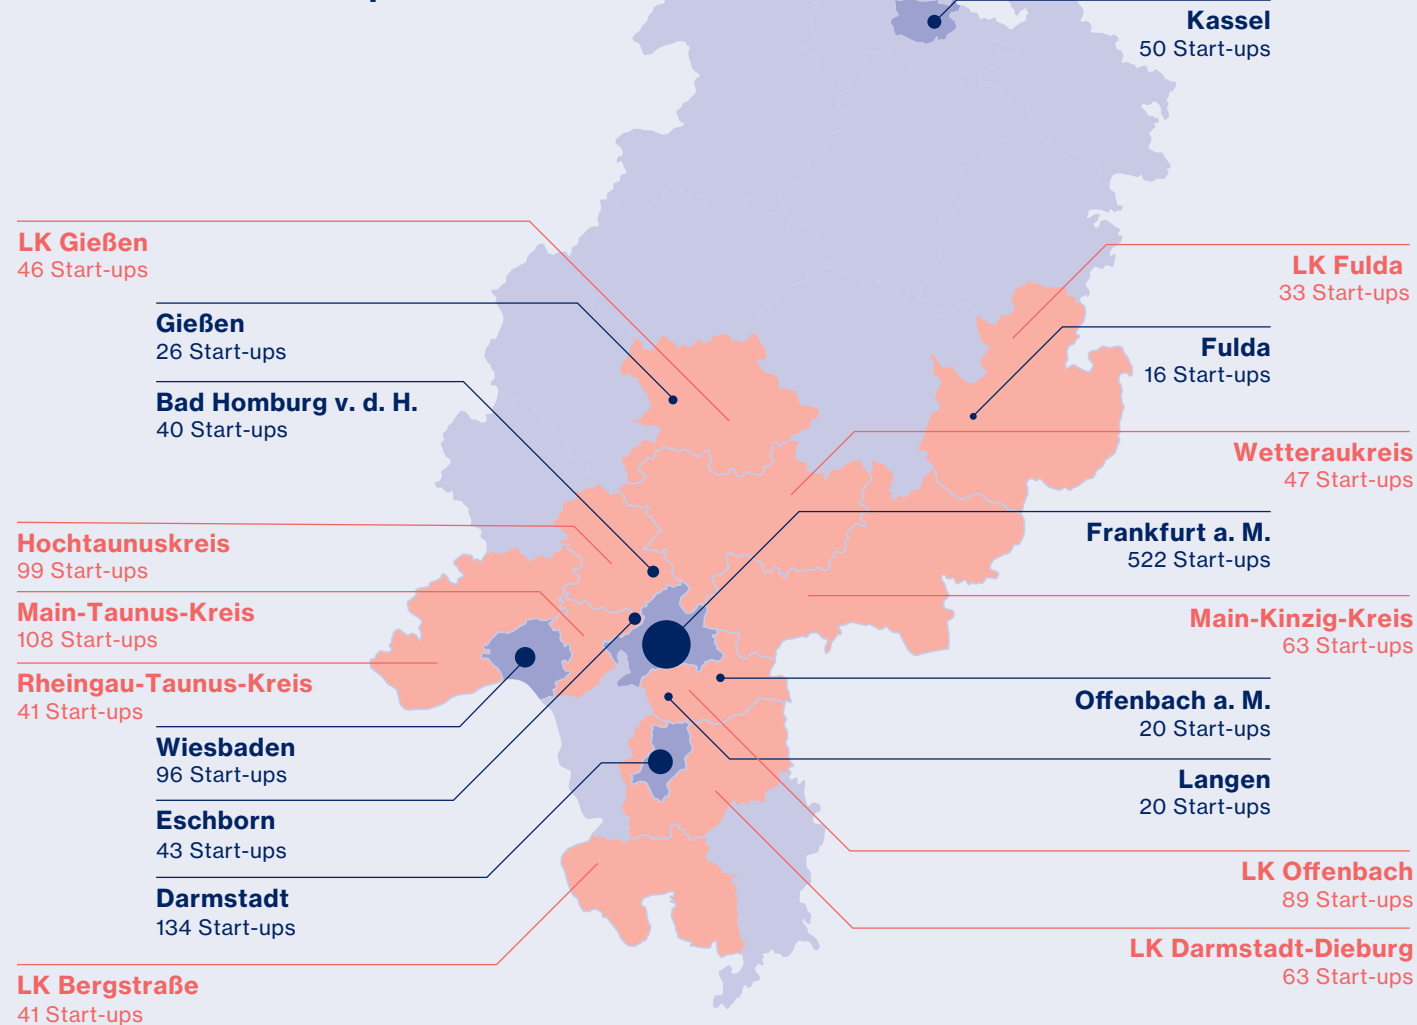 Kassel
50 Start-ups
LK Gießen
46 Start-ups
LK Fulda
33 Start-ups
Gießen
26 Start-ups
Fulda
16 Start-ups
Bad Homburg v. d. H.
40 Start-ups
Wetteraukreis
47 Start-ups
Hochtaunuskreis
99 Start-ups
Frankfurt a. M.
522 Start-ups
Main-Taunus-Kreis
108 Start-ups
Main-Kinzig-Kreis
63 Start-ups
Rheingau-Taunus-Kreis
41 Start-ups
Offenbach a. M.
20 Start-ups
Wiesbaden
96 Start-ups
Langen
20 Start-ups
Eschborn
43 Start-ups
LK Offenbach
89 Start-ups
Darmstadt
134 Start-ups
LK Darmstadt-Dieburg
63 Start-ups
LK Bergstraße
41 Start-ups